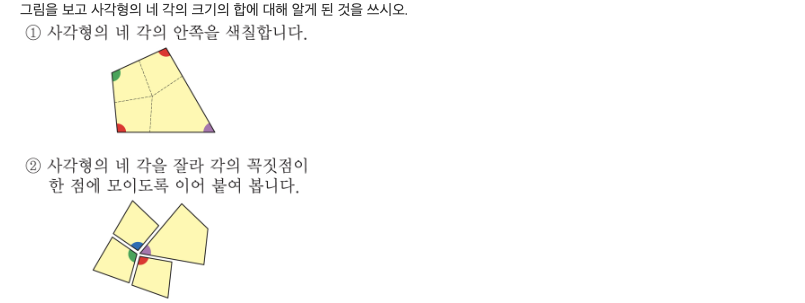 그림을 보고 사각형의 네 각의 크기의 합에 대해 알게 된 것을 쓰시오.
① 사각형의 네 각의 안쪽을 색칠합니다.
② 사각형의 네 각을 잘라 각의 꼭짓점이
한 점에 모이도록 이어 붙여 봅니다.